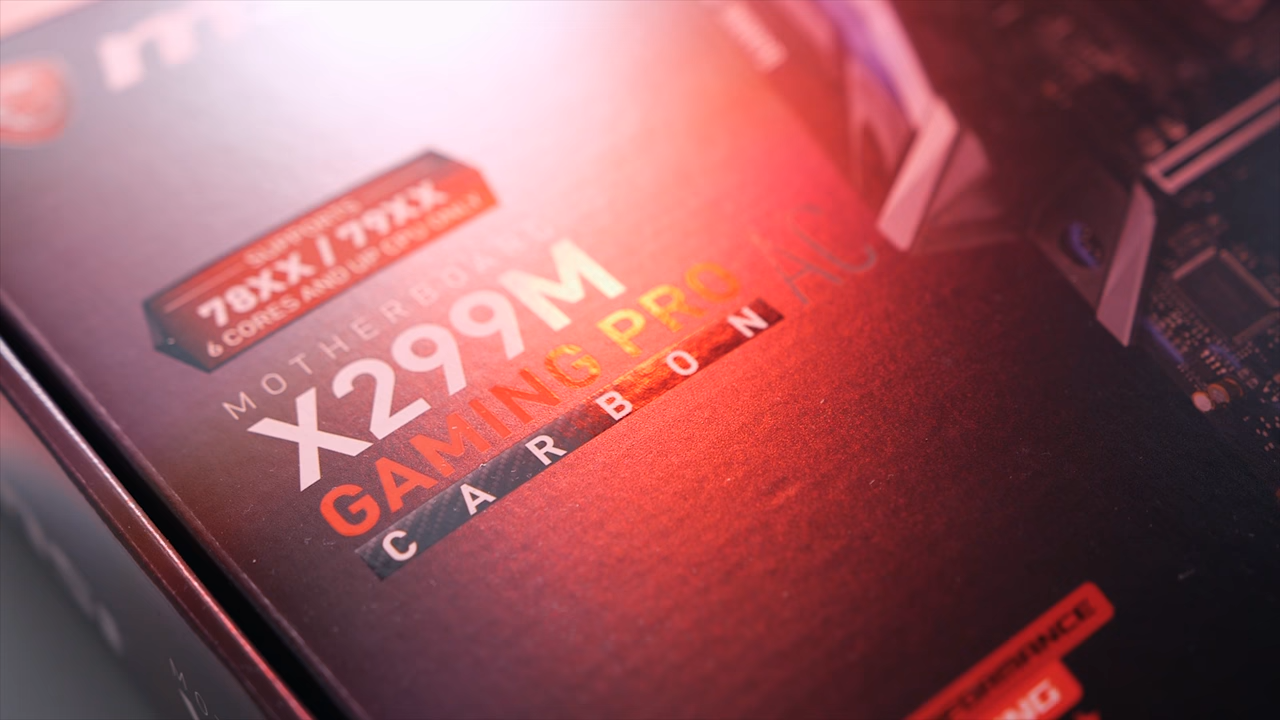 SUPPORTS
78XX / 79XX
6 CORES AND UP CPU ONLY
MOTHERBOARD
X299M
GAMING PRO
CARBON AC